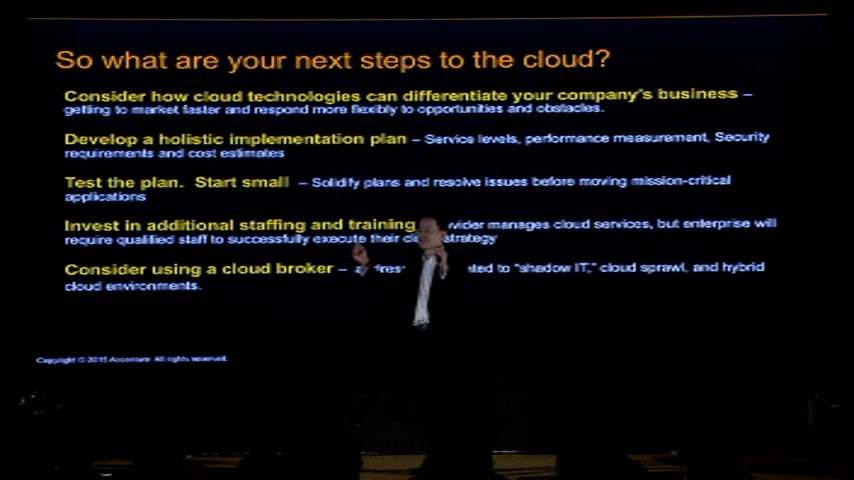 So what are your next steps to the cloud?
Consider how cloud technologies can differentiate your company's business –
getting to market faster and respond more flexibly to opportunities and obstacles.
Develop a holistic implementation plan – Service levels, performance measurement, Security
requirements and cost estimates
Test the plan. Start small – Solidify plans and resolve issues before moving mission-critical
applications
Invest in additional staffing and training manages cloud services, but enterprise will
require qualified staff to successfully execute their strategy
Consider using a cloud broker – to "shadow IT," cloud sprawl, and hybrid
cloud environments.
Copyright © 2015 Accenture All rights reserved.